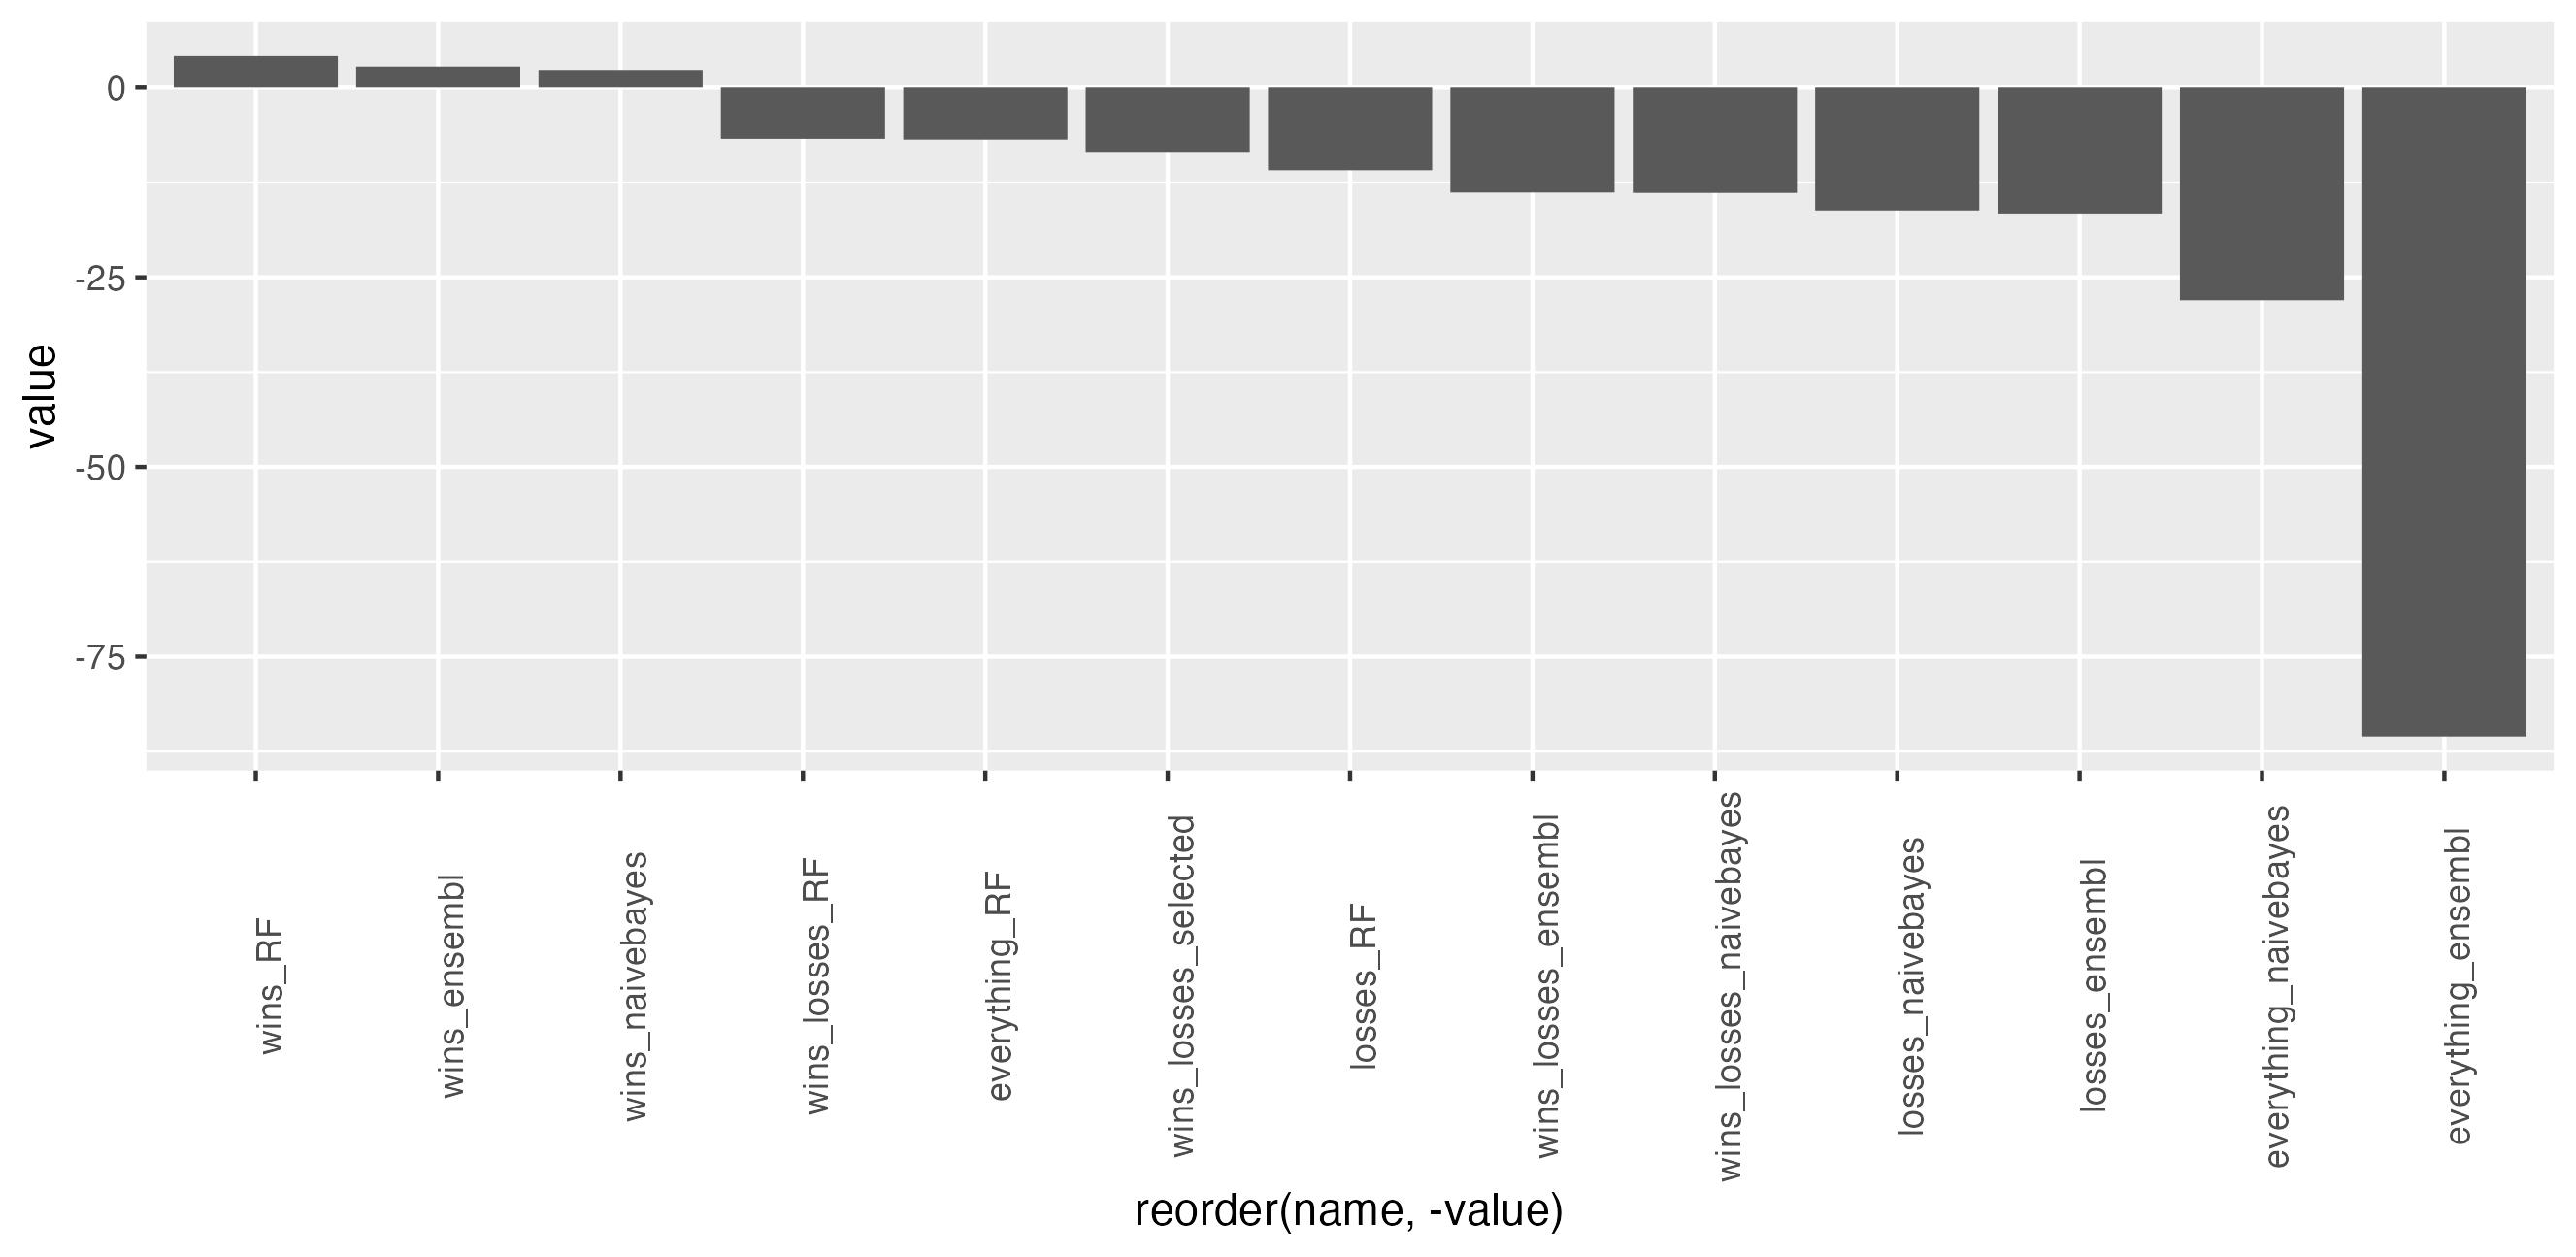 0
-25
-50
-75
value
wins_RF
wins_ensembl
wins_naivebayes
wins_losses_RF
everything_RF
wins_losses_selected
losses_RF
wins_losses_ensembl
wins_losses_naivebayes
losses_naivebayes
losses_ensembl
everything_naivebayes
everything_ensembl
reorder(name, -value)